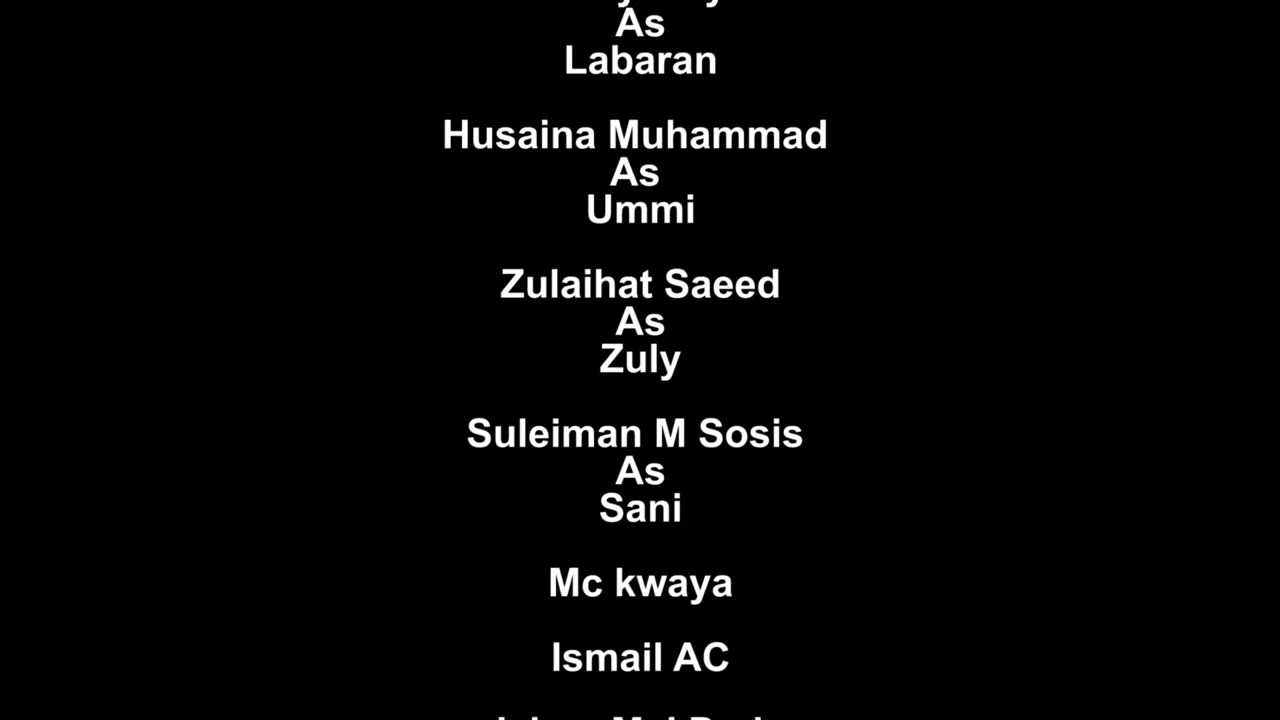 As
Labaran
Husaina Muhammad
As
Ummi
Zulaihat Saeed
As
Zuly
Suleiman M Sosis
As
Sani
Mc kwaya
Ismail AC